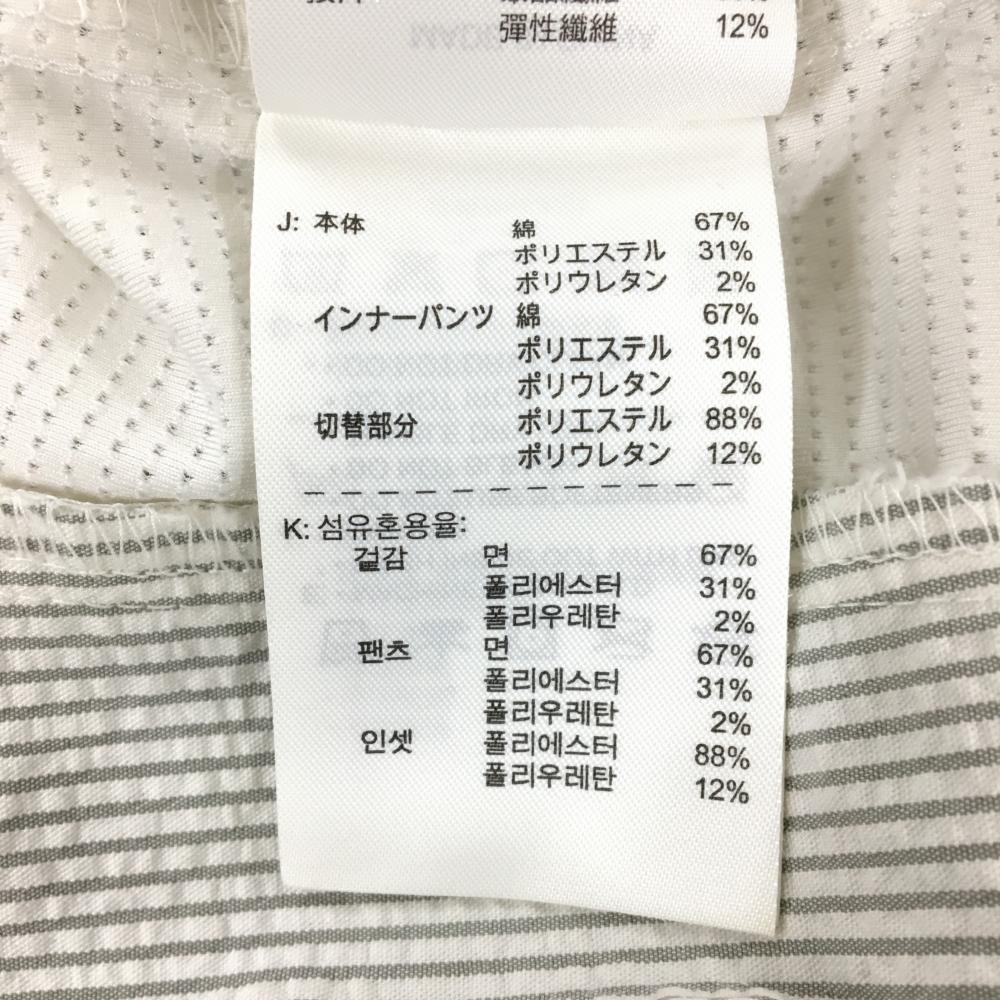 彈性纖維 12%
J: 本体 綿 67%
ポリエステル 31%
ポリウレタン 2%
インナーパンツ 綿 67%
ポリエステル 31%
ポリウレタン 2%
切替部分 ポリエステル 88%
ポリウレタン 12%
K: 섬유혼용율:
겉감 면 67%
폴리에스터 31%
폴리우레탄 2%
팬츠 면 67%
폴리에스터 31%
폴리우레탄 2%
인셋 폴리에스터 88%
폴리우레탄 12%